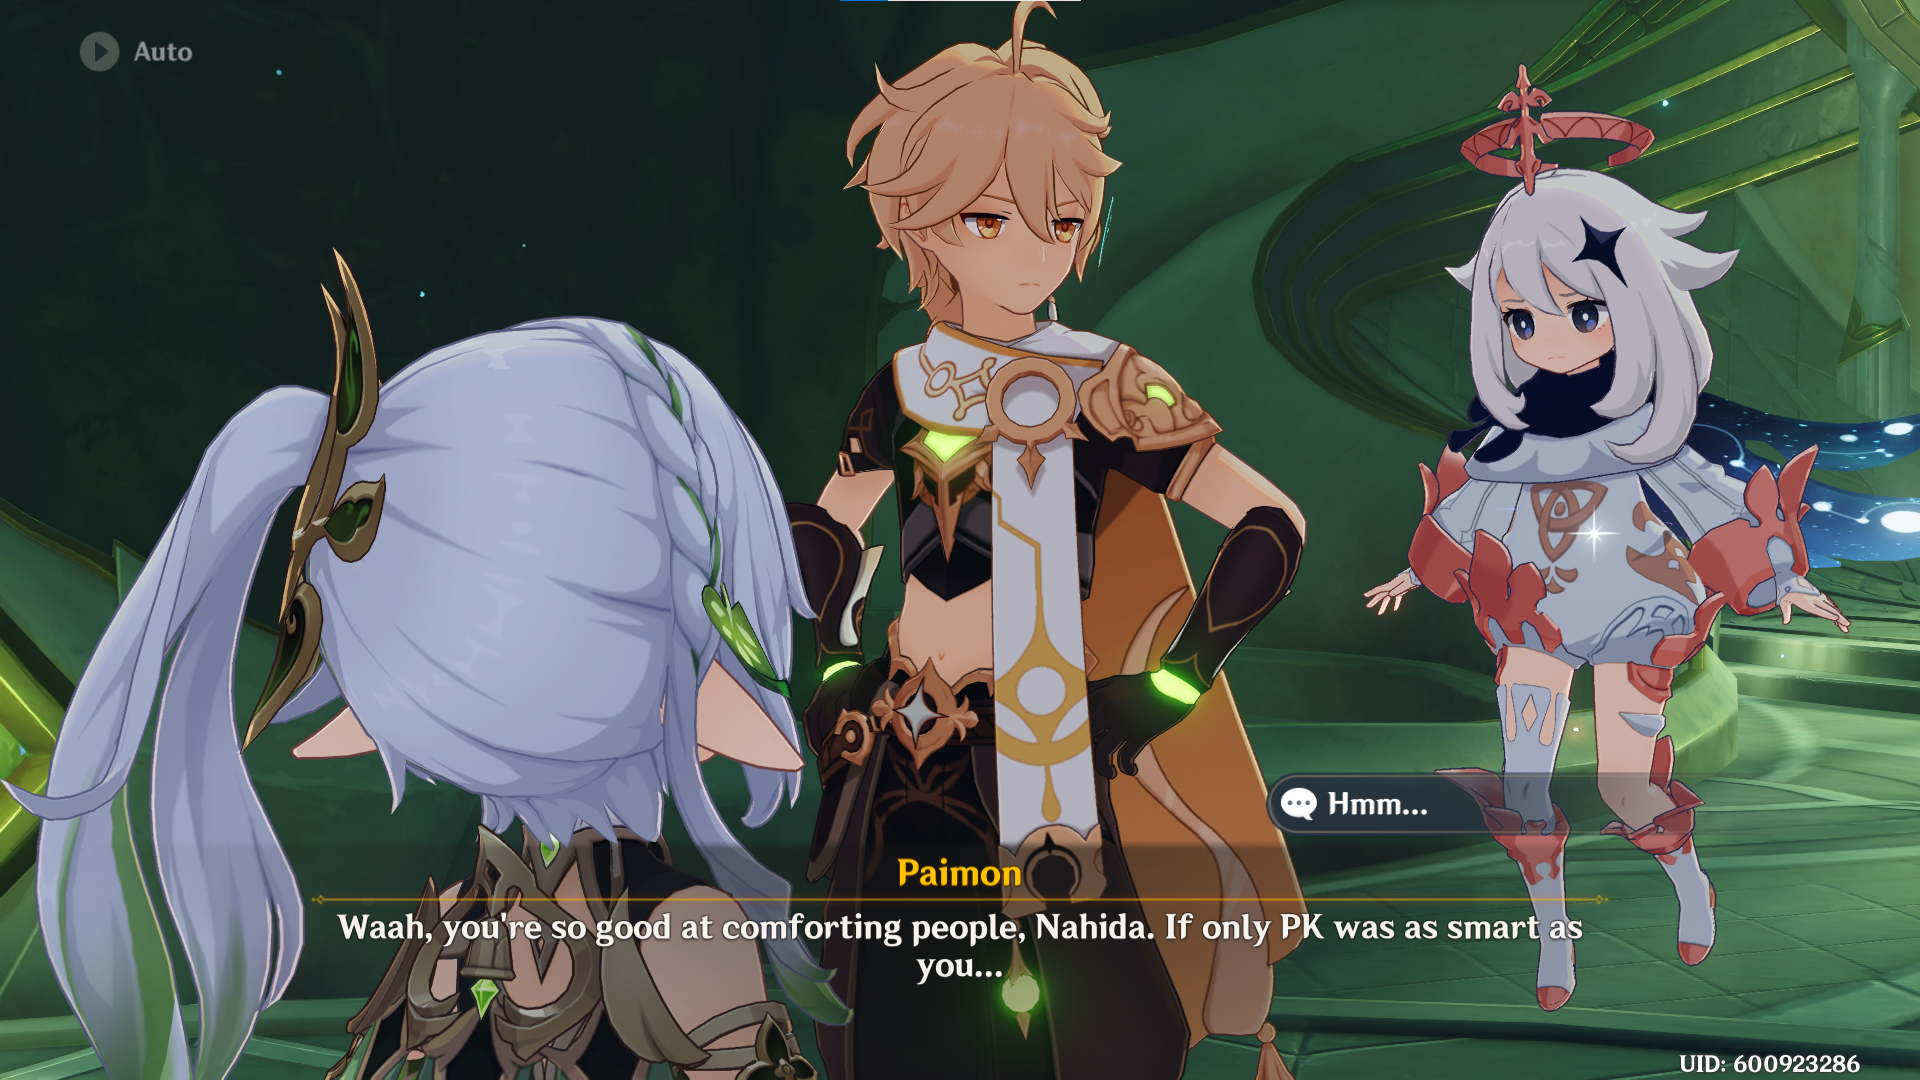 Auto
Hmm...
Paimon
Waah, you're so good at comforting people, Nahida. If only PK was as smart as
you...
UID: 600923286